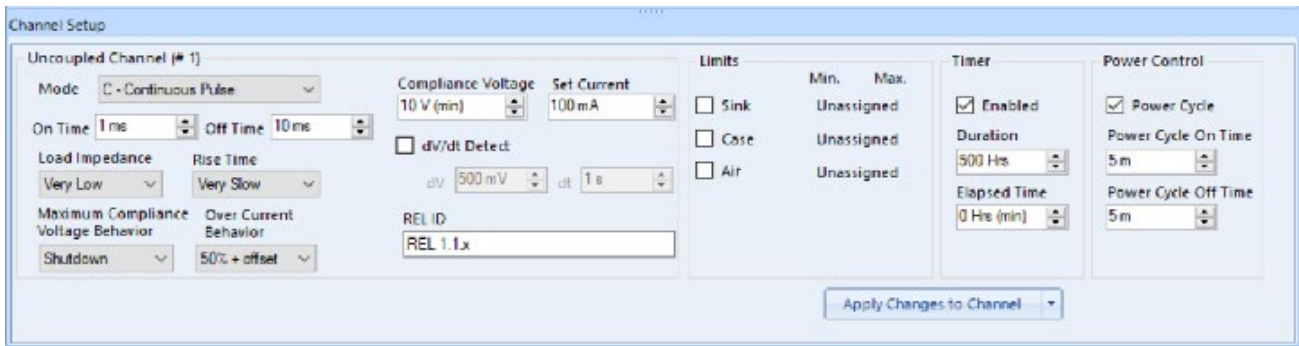 Channel Setup
Uncoupled Channel (# 1)
Mode C - Continuous Pulse
On Time 1 ms Off Time 10 ms
Load Impedance Rise Time
Very Low Very Slow
Maximum Compliance Voltage Behavior
Over Current Behavior
Shutdown 50% + offset
Compliance Voltage Set Current
10 V (min) 100 mA
dV/dt Detect
dV 500 mV dt 1 s
REL ID
REL 1.1.x
Limits
Min. Max.
Sink Unassigned
Case Unassigned
Air Unassigned
Timer
Enabled
Duration
500 Hrs
Elapsed Time
0 Hrs (min)
Power Control
Power Cycle
Power Cycle On Time
5 m
Power Cycle Off Time
5 m
Apply Changes to Channel